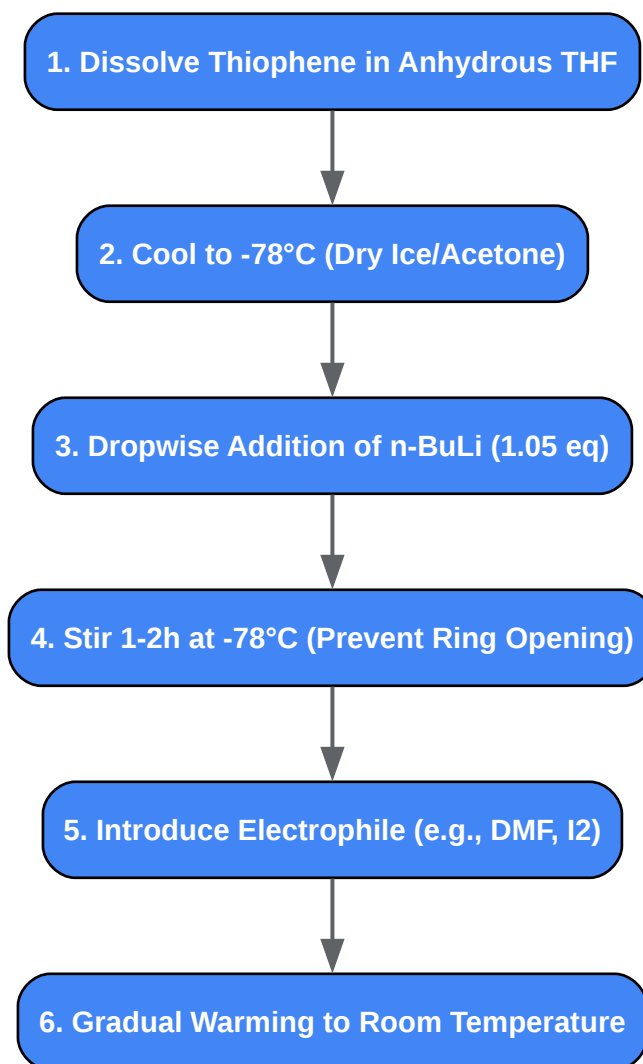 1. Dissolve Thiophene in Anhydrous THF
2. Cool to -78°C (Dry Ice/Acetone)
3. Dropwise Addition of n-BuLi (1.05 eq)
4. Stir 1-2h at -78°C (Prevent Ring Opening)
5. Introduce Electrophile (e.g., DMF, I2)
6. Gradual Warming to Room Temperature